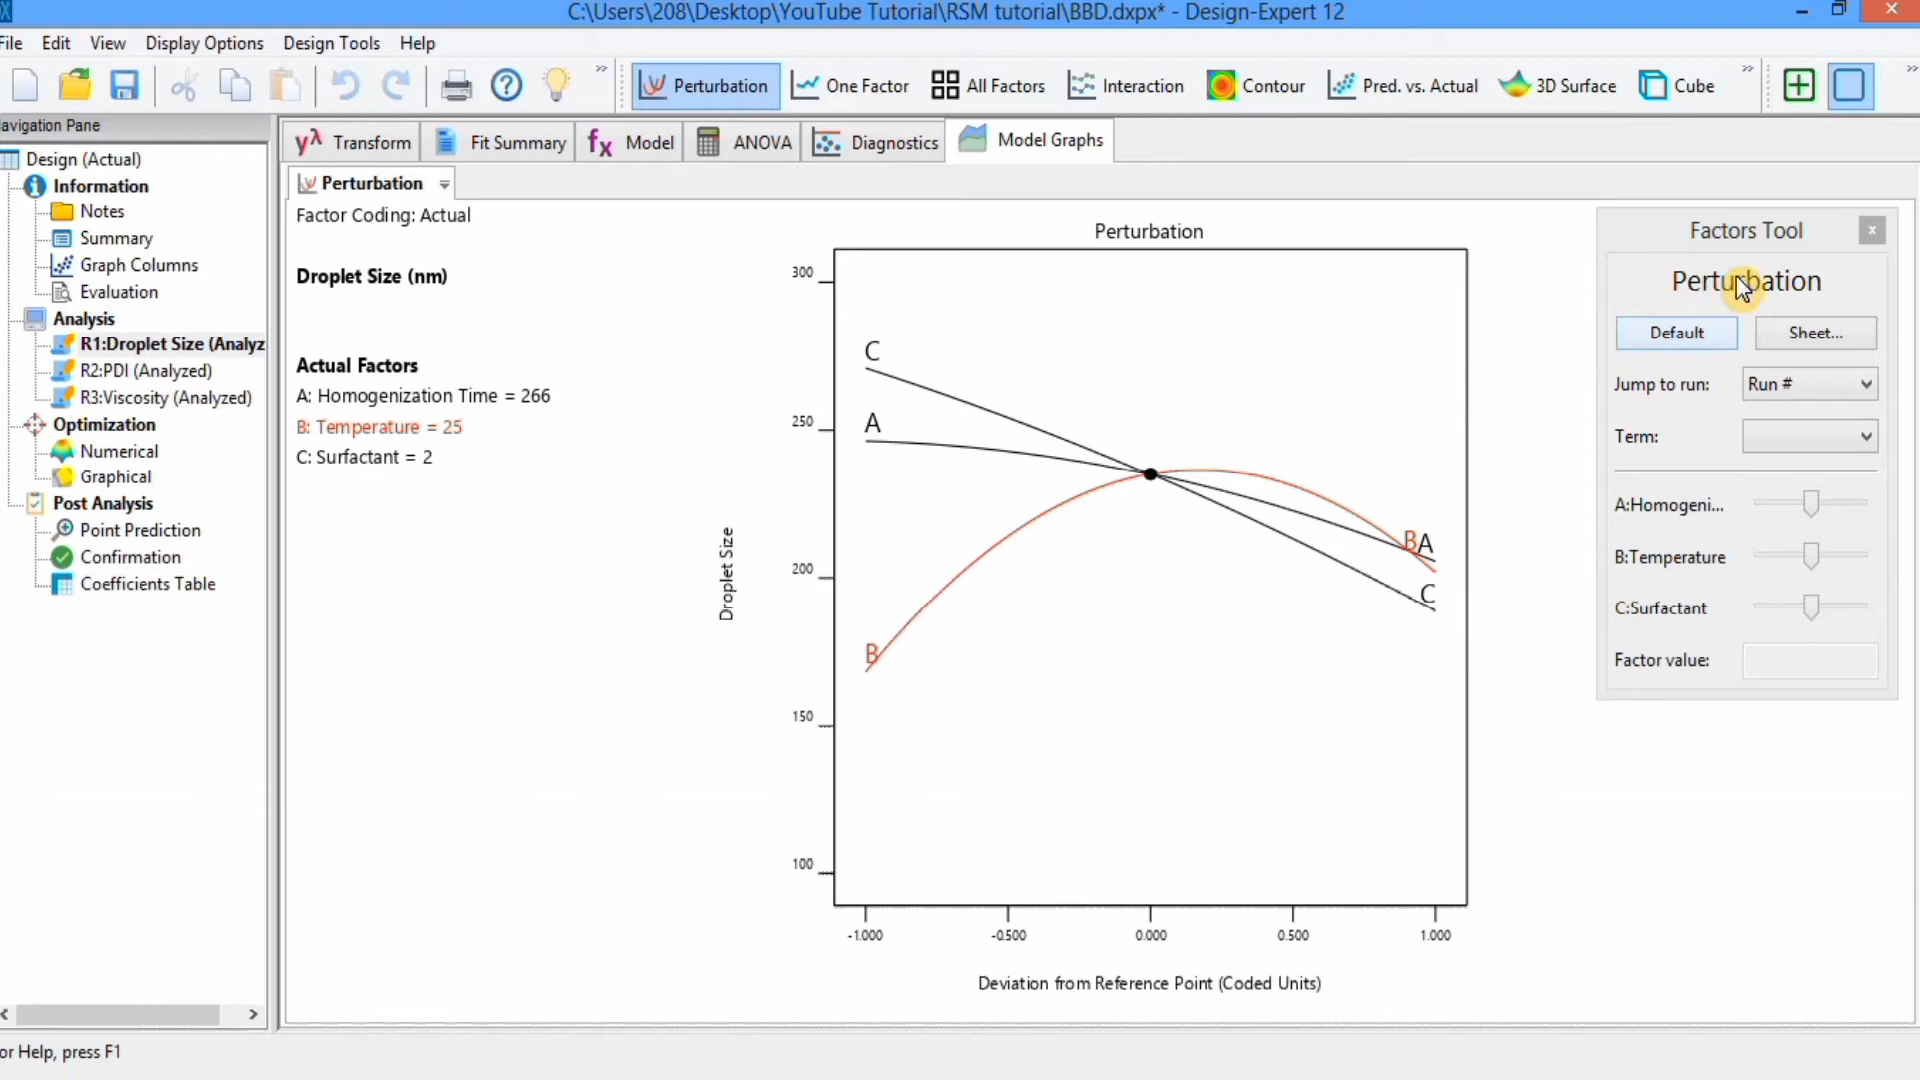 C:\Users\208\Desktop\YouTube Tutorial\RSM tutorial\BBD.dxpx* - Design-Expert 12
File Edit View Display Options Design Tools Help
Perturbation One Factor All Factors Interaction Contour Pred. vs. Actual 3D Surface Cube
avigation Pane
Design (Actual)
Information
Notes
Summary
Graph Columns
Evaluation
Analysis
R1:Droplet Size (Analyz
R2:PDI (Analyzed)
R3:Viscosity (Analyzed)
Optimization
Numerical
Graphical
Post Analysis
Point Prediction
Confirmation
Coefficients Table
Transform Fit Summary Model ANOVA Diagnostics Model Graphs
Perturbation
Factor Coding: Actual
Droplet Size (nm)
Actual Factors
A: Homogenization Time = 266
B: Temperature = 25
C: Surfactant = 2
Perturbation
Droplet Size
300
250
200
150
100
C
A
B
B A
C
-1.000 -0.500 0.000 0.500 1.000
Deviation from Reference Point (Coded Units)
Factors Tool
Perturbation
Default Sheet...
Jump to run: Run #
Term:
A:Homogeni...
B:Temperature
C:Surfactant
Factor value:
or Help, press F1